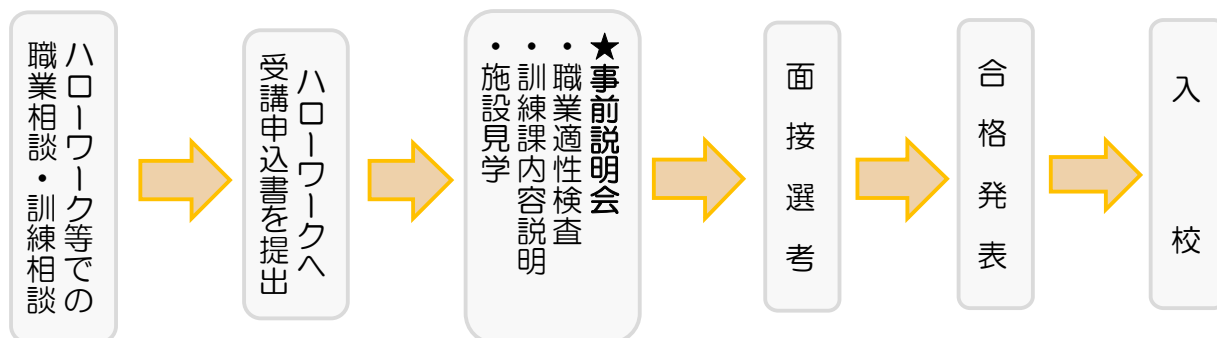 ハローワーク等での
職業相談・訓練相談
ハローワークへ
受講申込書を提出
★事前説明会
・職業適性検査
・訓練課内容説明
・施設見学
面接選考
合格発表
入校